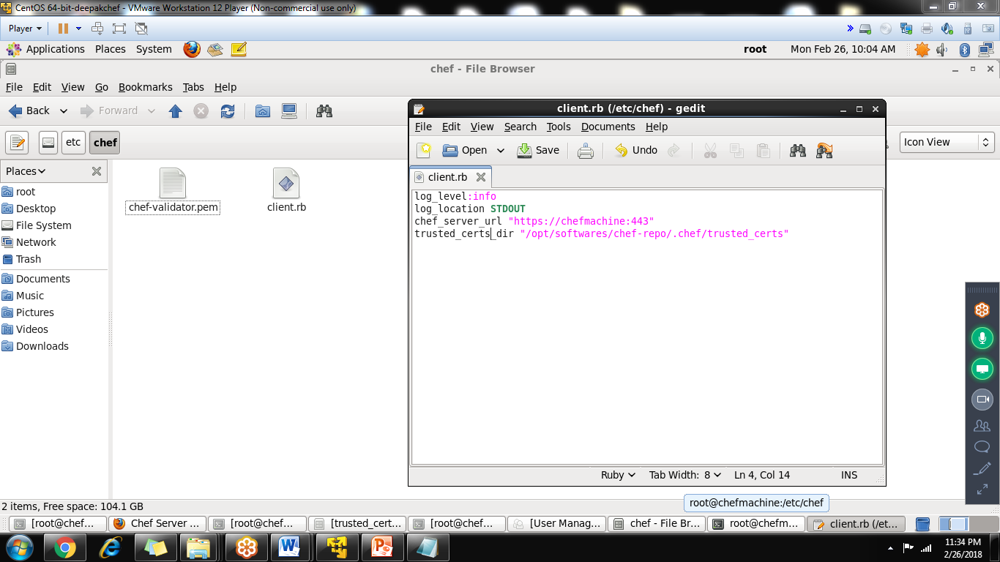 CentOS 64-bit-deepakchef - VMware Workstation 12 Player (Non-commercial use only)
Player
Applications Places System root Mon Feb 26, 10:04 AM
chef - File Browser
File Edit View Go Bookmarks Tabs Help
Back Forward
etc chef Icon View
Places
root
Desktop
File System
Network
Trash
Documents
Music
Pictures
Videos
Downloads
chef-validator.pem client.rb
client.rb (/etc/chef) - gedit
File Edit View Search Tools Documents Help
Open Save Undo
client.rb
log_level:info
log_location STDOUT
chef_server_url "https://chefmachine:443"
trusted_certs_dir "/opt/softwares/chef-repo/.chef/trusted_certs"
Ruby Tab Width: 8 Ln 4, Col 14 INS
2 items, Free space: 104.1 GB
root@chefmachine:/etc/chef
[root@chef... Chef Server ... [root@chef... [trusted_cert... [root@chef... [User Manag... chef - File Br... root@chefm... client.rb (/et...
11:34 PM
2/26/2018